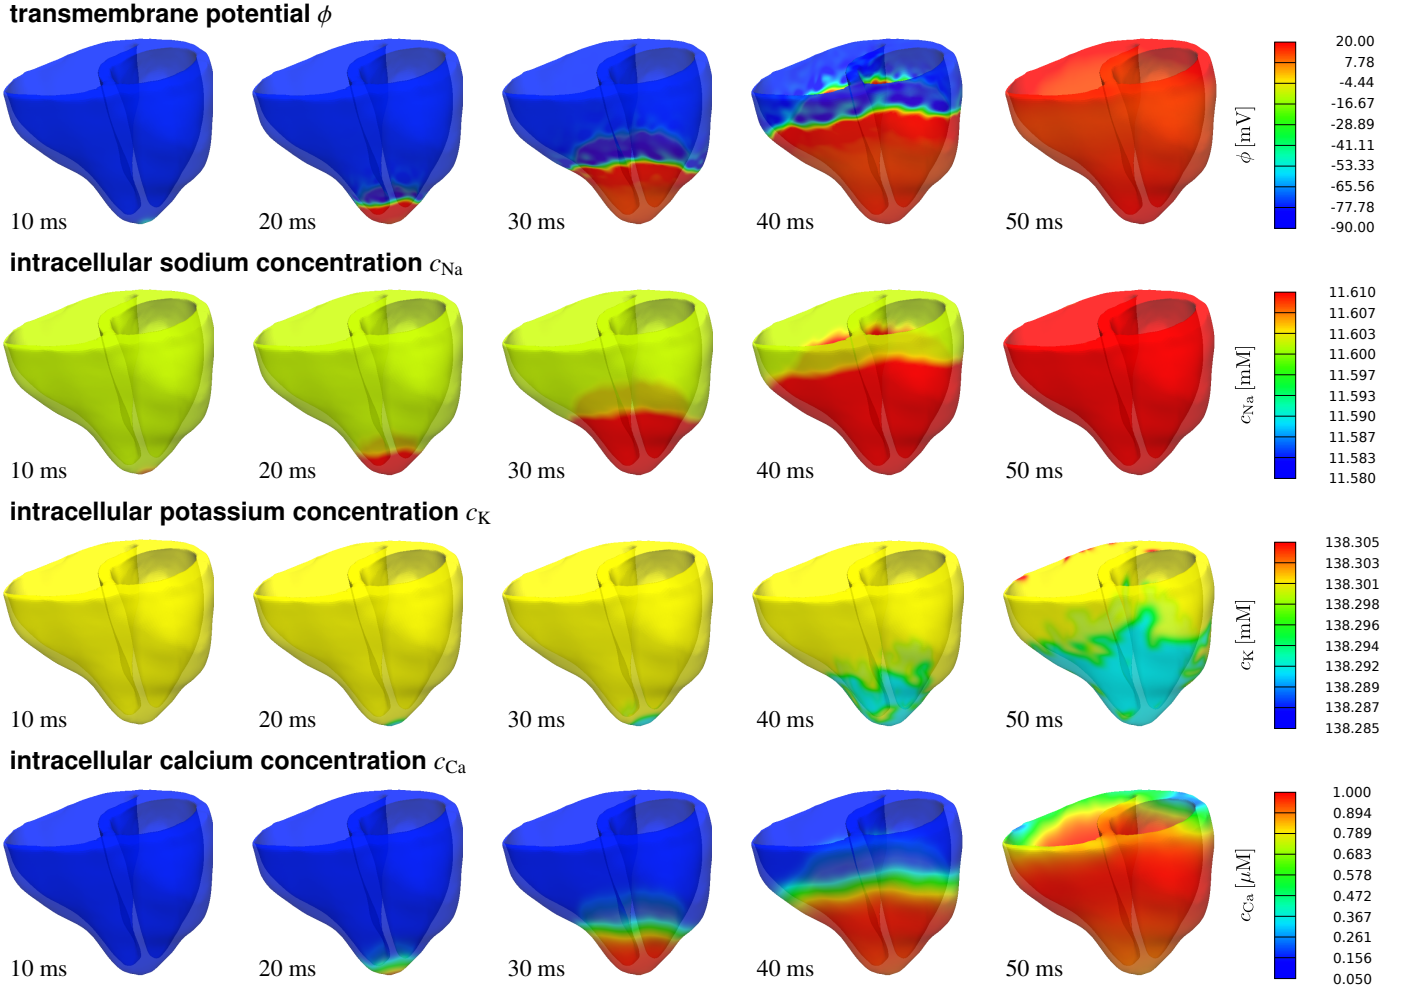 transmembrane potential ϕ
10 ms
20 ms
30 ms
40 ms
50 ms
20.00
7.78
-4.44
-16.67
-28.89
-41.11
-53.33
-65.56
-77.78
-90.00
ϕ [mV]
intracellular sodium concentration cNa
10 ms
20 ms
30 ms
40 ms
50 ms
11.610
11.607
11.603
11.600
11.597
11.593
11.590
11.587
11.583
11.580
cNa [mM]
intracellular potassium concentration cK
10 ms
20 ms
30 ms
40 ms
50 ms
138.305
138.303
138.301
138.298
138.296
138.294
138.292
138.289
138.287
138.285
cK [mM]
intracellular calcium concentration cCa
10 ms
20 ms
30 ms
40 ms
50 ms
1.000
0.894
0.789
0.683
0.578
0.472
0.367
0.261
0.156
0.050
cCa [μM]